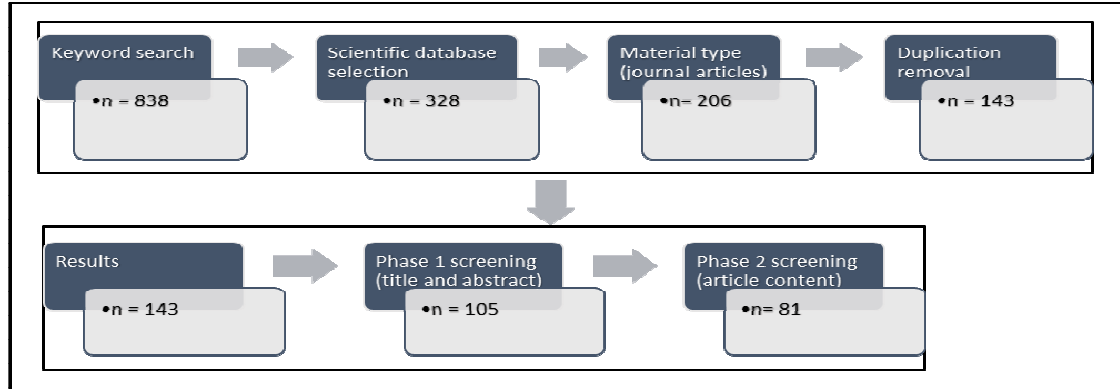 Keyword search
•n = 838
Scientific database
selection
•n = 328
Material type
(journal articles)
•n= 206
Duplication
removal
•n = 143
Results
•n = 143
Phase 1 screening
(title and abstract)
•n = 105
Phase 2 screening
(article content)
•n= 81